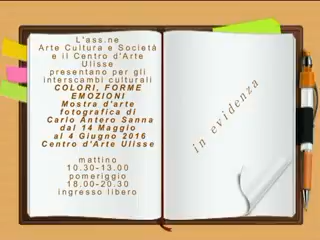 L'ass.ne
Arte Cultura e Società
e il Centro d'Arte
Ulisse
presentano per gli
interscambi culturali
COLORI, FORME
EMOZIONI
Mostra d'arte
fotografica di
Carlo Antero Sanna
dal 14 Maggio
al 4 Giugno 2016
Centro d'Arte Ulisse
mattino
10.30-13.00
pomeriggio
18.00-20.30
ingresso libero
in evidenza